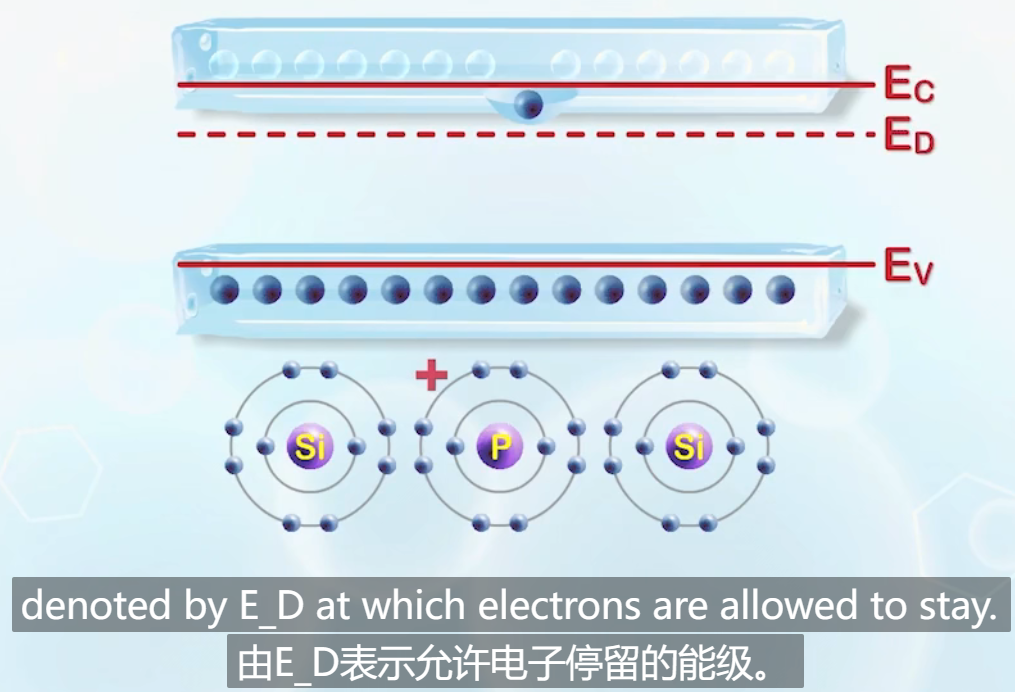 E_C
E_D
E_V
+
Si P Si
denoted by E_D at which electrons are allowed to stay.
由E_D表示允许电子停留的能级。